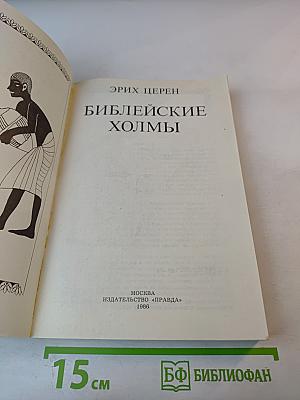 ЭРИХ ЦЕРЕН
БИБЛЕЙСКИЕ
ХОЛМЫ
МОСКВА
ИЗДАТЕЛЬСТВО «ПРАВДА»
1986
15 см
БФ БИБЛИОФАН